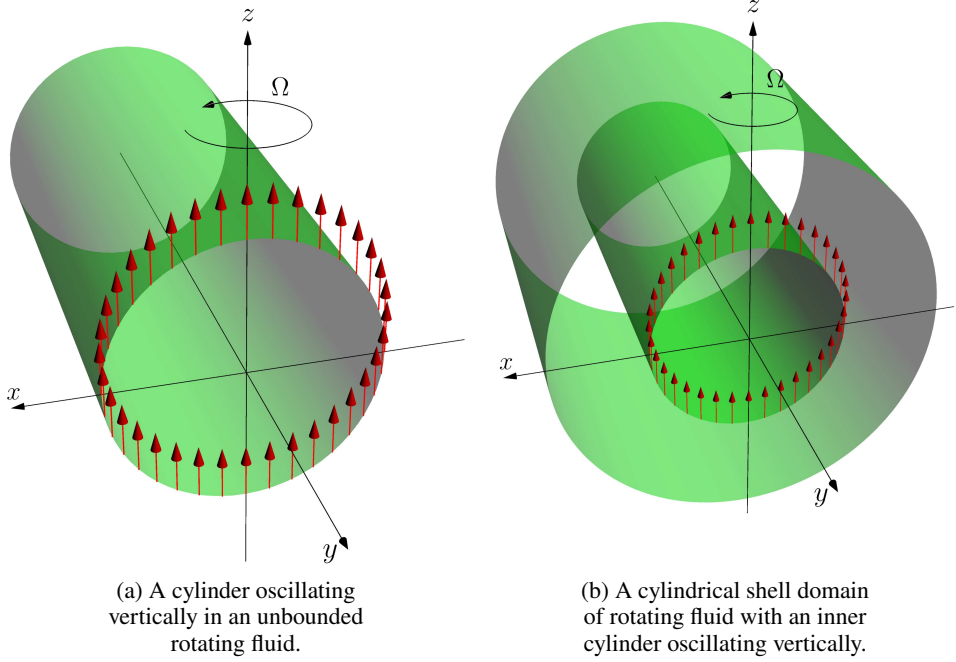 z
Ω
x
y
(a) A cylinder oscillating
vertically in an unbounded
rotating fluid.
z
Ω
x
y
(b) A cylindrical shell domain
of rotating fluid with an inner
cylinder oscillating vertically.